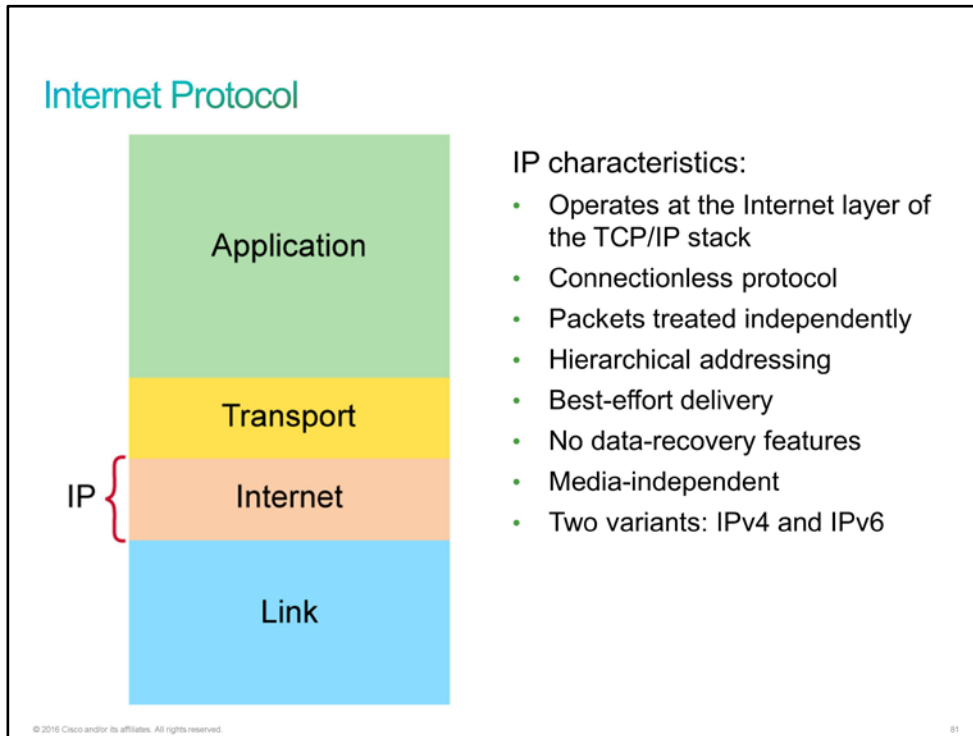 Internet Protocol
Application
Transport
IP
Internet
Link
IP characteristics:
• Operates at the Internet layer of
the TCP/IP stack
• Connectionless protocol
• Packets treated independently
• Hierarchical addressing
• Best-effort delivery
• No data-recovery features
• Media-independent
• Two variants: IPv4 and IPv6
© 2016 Cisco and/or its affiliates. All rights reserved.
81